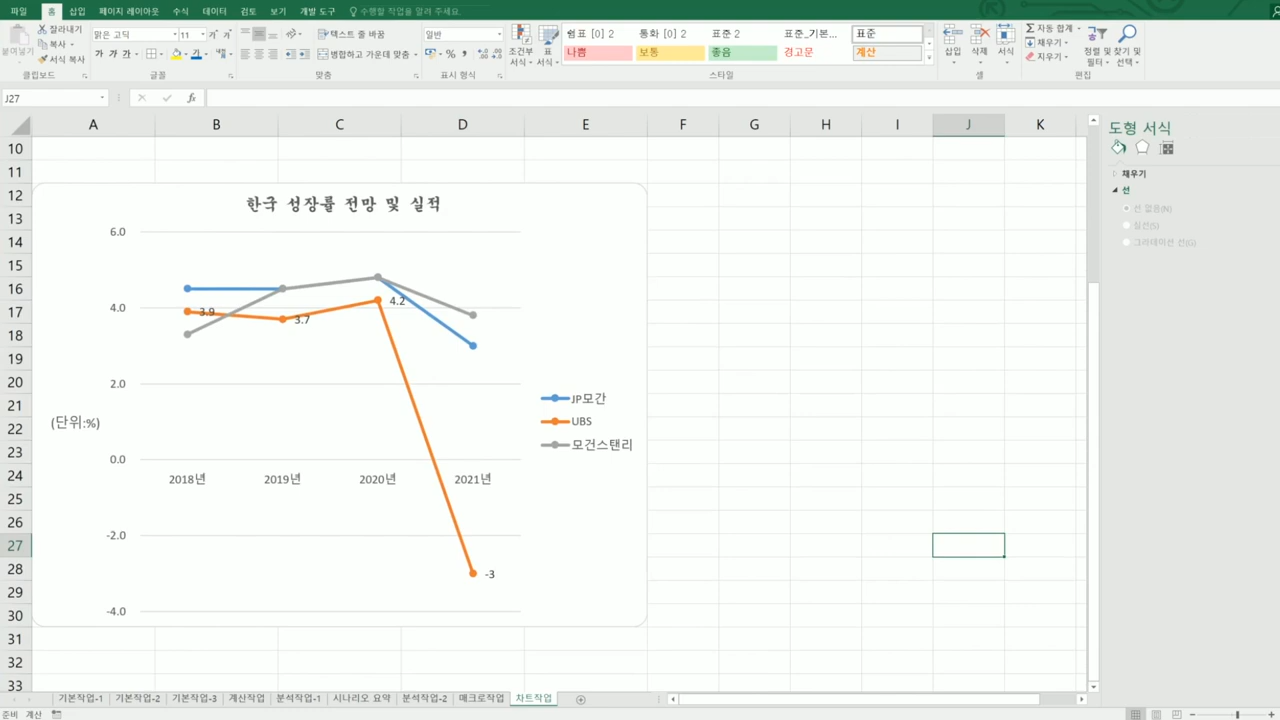 파일 홈 삽입 페이지 레이아웃 수식 데이터 검토 보기 개발 도구 수행할 작업을 알려 주세요.
붙여넣기 잘라내기 복사 서식 복사 클립보드
맑은 고딕 11 가 가 가 가 가 글꼴
텍스트 줄 바꿈 병합하고 가운데 맞춤 맞춤
일반 % 표시 형식
조건부 서식 표 서식
쉼표 [0] 2 통화 [0] 2 표준 2 표준_기본... 표준
나쁨 보통 좋음 경고문 계산
스타일
삽입 삭제 서식 셀
자동 합계 채우기 지우기 정렬 및 필터 찾기 및 선택 편집
J27 fx
A B C D E F G H I J K
10
11
12
13
14
15
16
17
18
19
20
21
22
23
24
25
26
27
28
29
30
31
32
33
한국 성장률 전망 및 실적
6.0
4.0
2.0
0.0
-2.0
-4.0
(단위:%)
3.9 3.7 4.2 -3
2018년 2019년 2020년 2021년
JP모간
UBS
모건스탠리
도형 서식
채우기
선
선 없음(N)
실선(S)
그라데이션 선(G)
기본작업-1 기본작업-2 기본작업-3 계산작업 분석작업-1 시나리오 요약 분석작업-2 매크로작업 차트작업
준비 계산